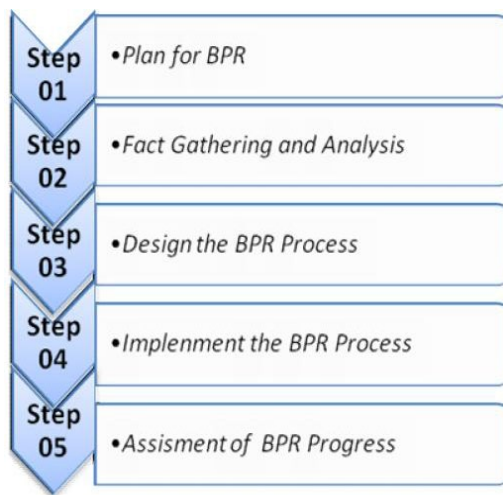 Step
01
•Plan for BPR
Step
02
•Fact Gathering and Analysis
Step
03
•Design the BPR Process
Step
04
•Implenment the BPR Process
Step
05
•Assisment of BPR Progress